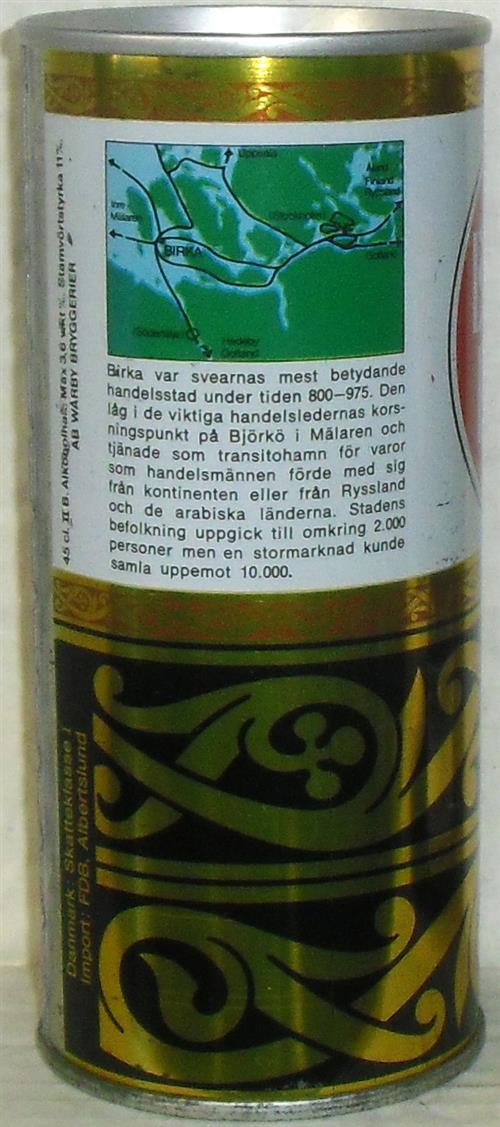 Uppsala
Åland
Finland
Ryssland
Inre
Mälaren
(Stockholm)
BIRKA
Gotland
(Södertälje)
Hedeby
Gotland
Birka var svearnas mest betydande
handelsstad under tiden 800–975. Den
låg i de viktiga handelsledernas kors-
ningspunkt på Björkö i Mälaren och
tjänade som transitohamn för varor
som handelsmännen förde med sig
från kontinenten eller från Ryssland
och de arabiska länderna. Stadens
befolkning uppgick till omkring 2.000
personer men en stormarknad kunde
samla uppemot 10.000.
45 cl. II B. Alkoholhalt Max 3,6 vikt %. Stamvörtstyrka 11 %.
AB WÅRBY BRYGGERIER
Danmark: Skatteklasse I
Import: FDB, Albertslund